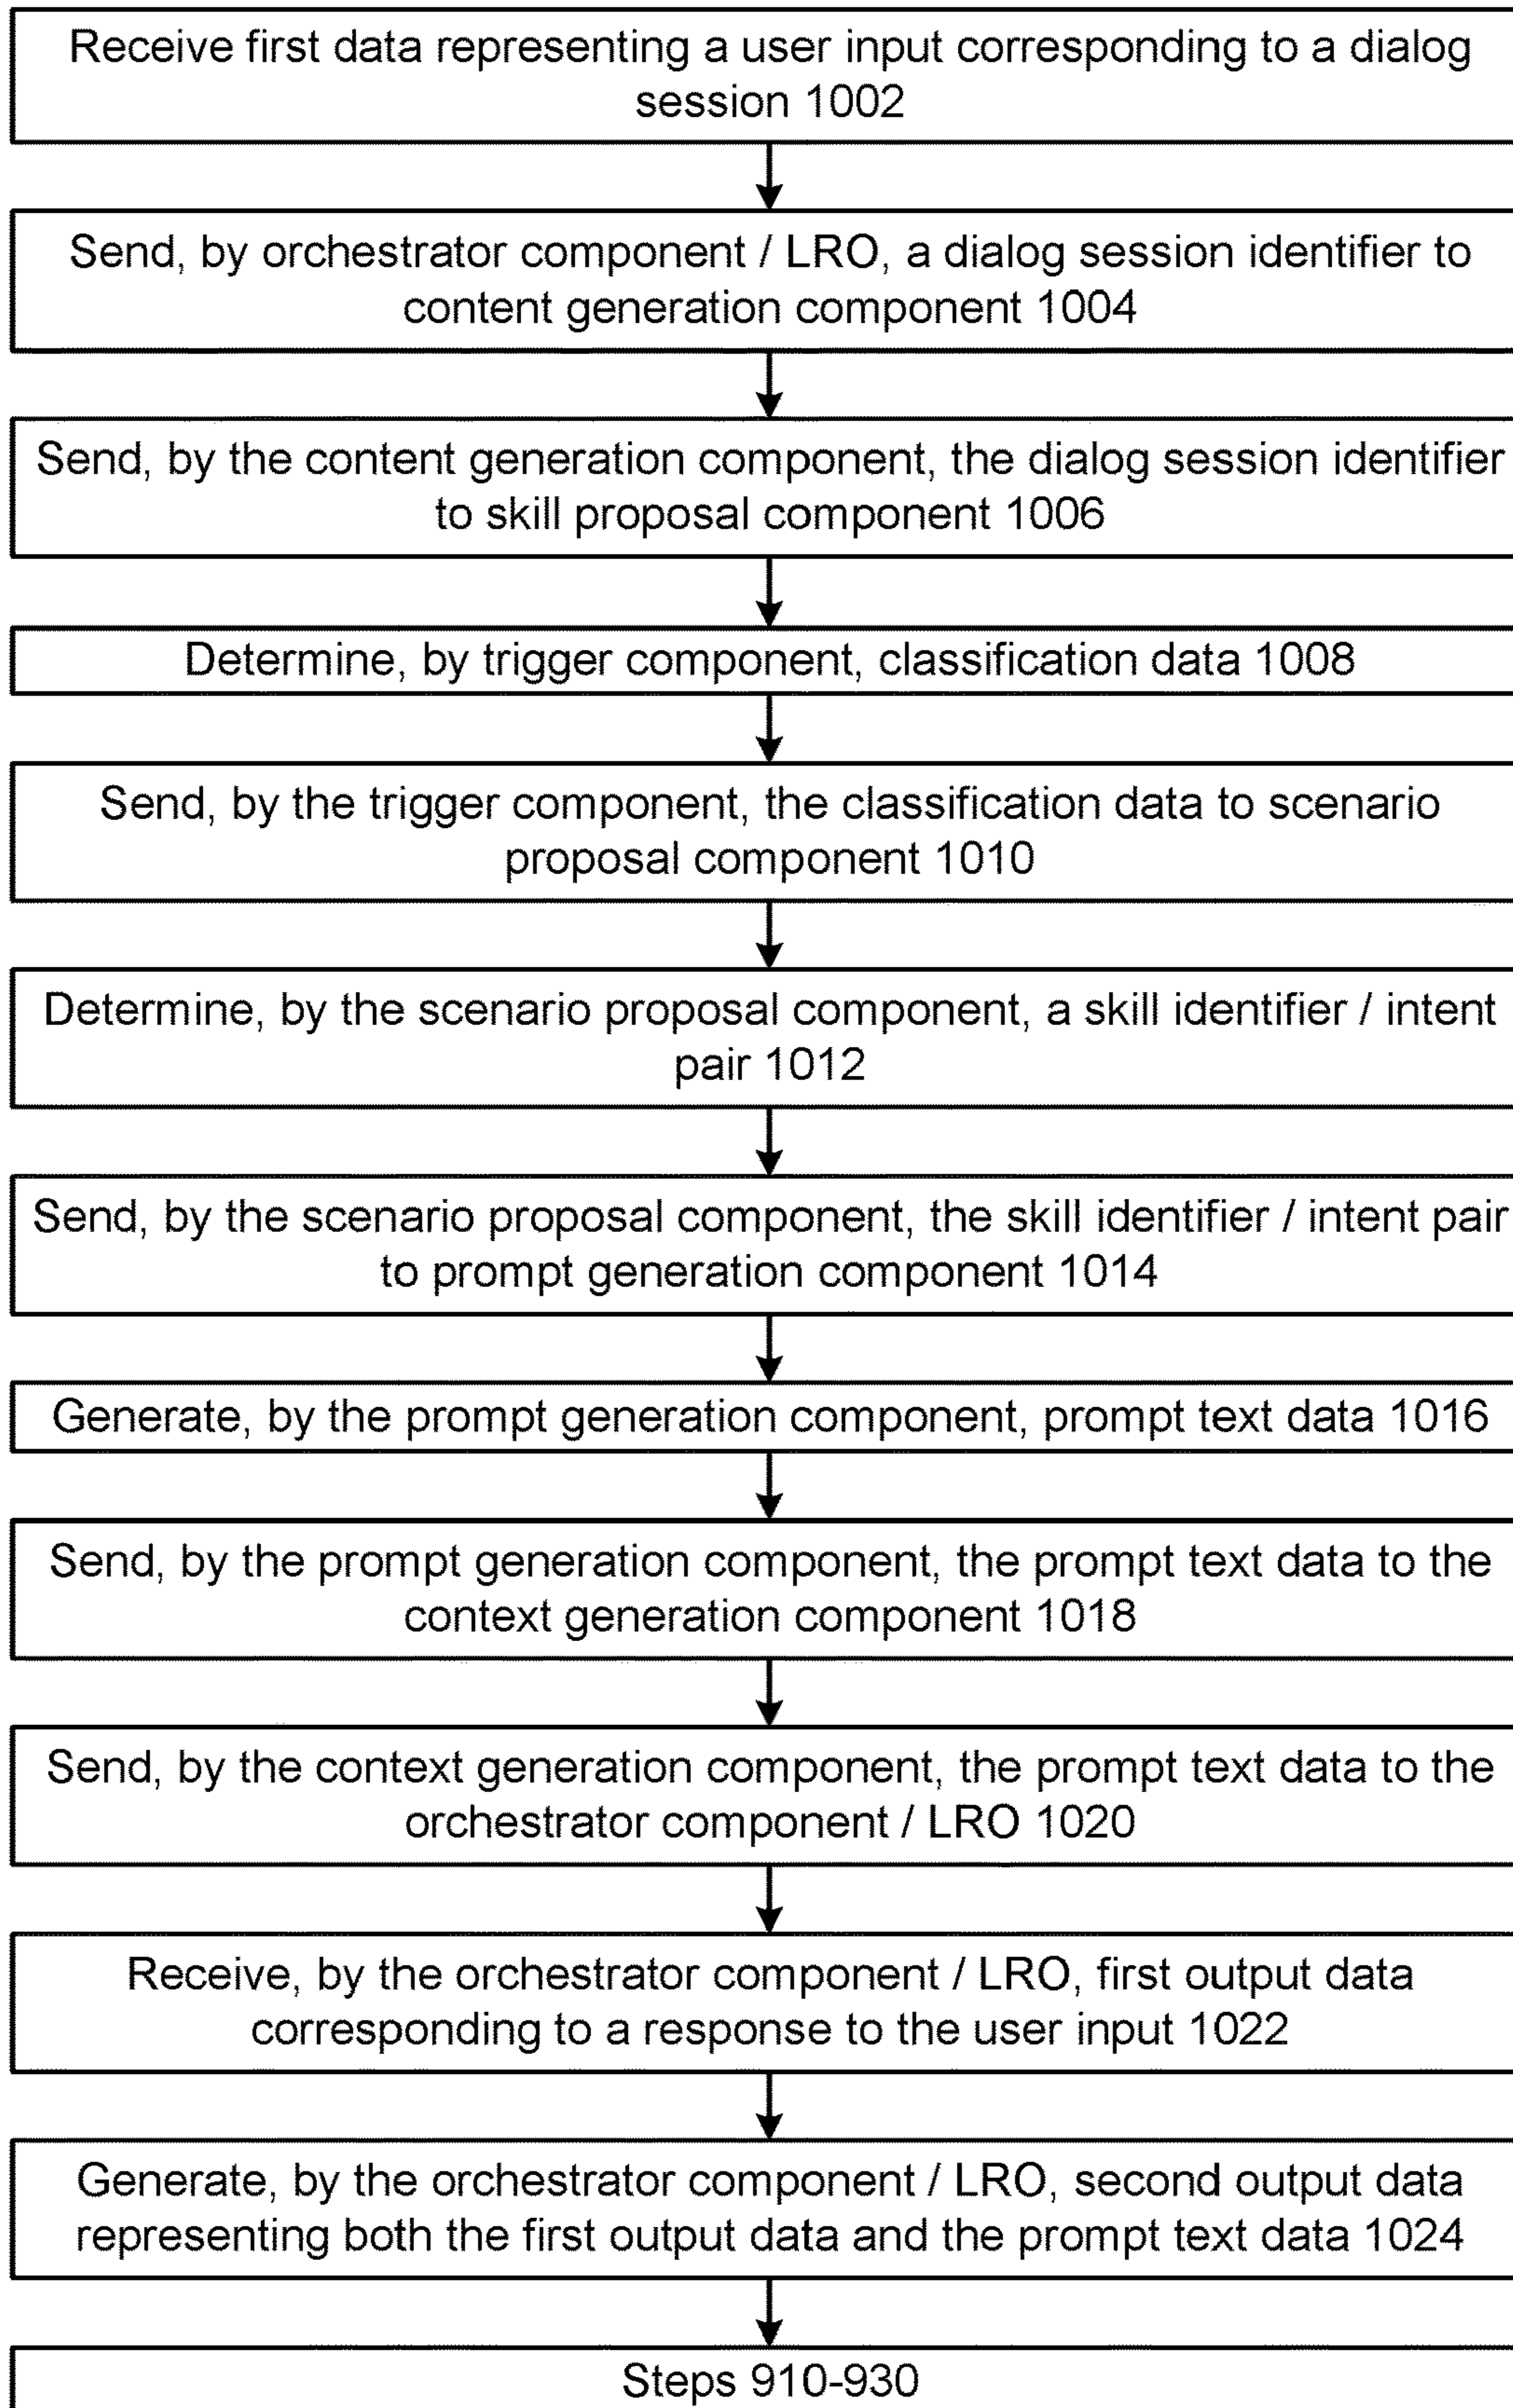 Receive first data representing a user input corresponding to a dialog
session 1002
Send, by orchestrator component / LRO, a dialog session identifier to
content generation component 1004
Send, by the content generation component, the dialog session identifier
to skill proposal component 1006
Determine, by trigger component, classification data 1008
Send, by the trigger component, the classification data to scenario
proposal component 1010
Determine, by the scenario proposal component, a skill identifier / intent
pair 1012
Send, by the scenario proposal component, the skill identifier / intent pair
to prompt generation component 1014
Generate, by the prompt generation component, prompt text data 1016
Send, by the prompt generation component, the prompt text data to the
context generation component 1018
Send, by the context generation component, the prompt text data to the
orchestrator component / LRO 1020
Receive, by the orchestrator component / LRO, first output data
corresponding to a response to the user input 1022
Generate, by the orchestrator component / LRO, second output data
representing both the first output data and the prompt text data 1024
Steps 910-930